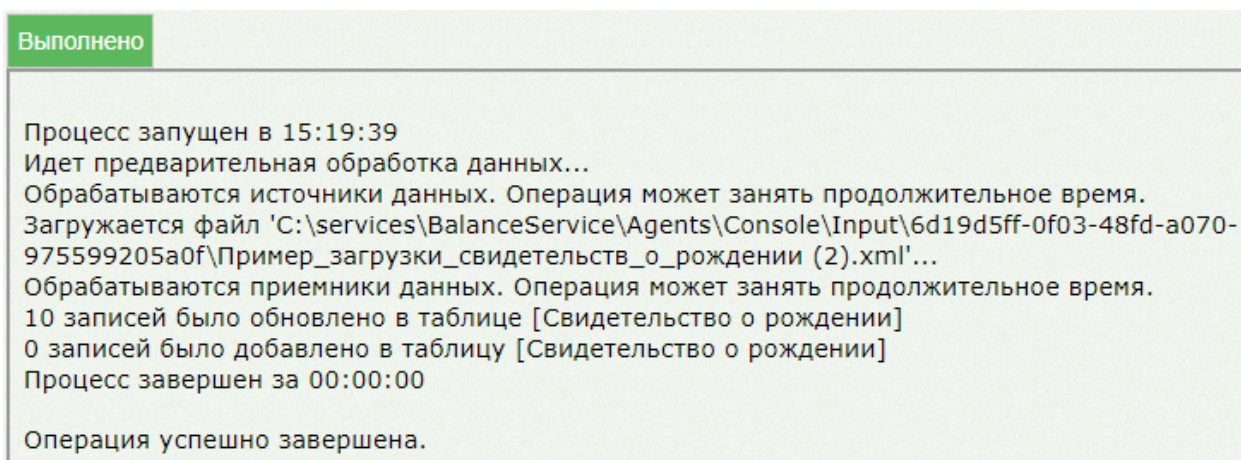 Выполнено
Процесс запущен в 15:19:39
Идет предварительная обработка данных...
Обрабатываются источники данных. Операция может занять продолжительное время.
Загружается файл 'C:\services\BalanceService\Agents\Console\Input\6d19d5ff-0f03-48fd-a070-
975599205a0f\Пример_загрузки_свидетельств_о_рождении (2).xml'...
Обрабатываются приемники данных. Операция может занять продолжительное время.
10 записей было обновлено в таблице [Свидетельство о рождении]
0 записей было добавлено в таблицу [Свидетельство о рождении]
Процесс завершен за 00:00:00
Операция успешно завершена.